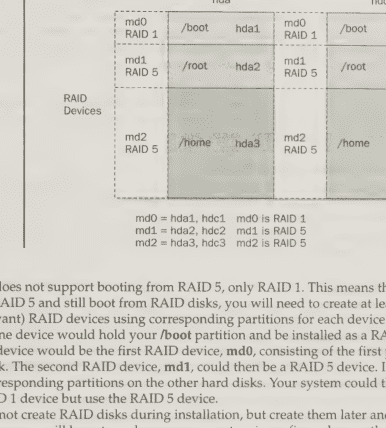 hda
md0
RAID 1
/boot
hda1
md0
RAID 1
/boot
md1
RAID 5
/root
hda2
md1
RAID 5
/root
RAID
Devices
md2
RAID 5
/home
hda3
md2
RAID 5
/home
md0 = hda1, hdc1 md0 is RAID 1
md1 = hda2, hdc2 md1 is RAID 5
md2 = hda3, hdc3 md2 is RAID 5
does not support booting from RAID 5, only RAID 1. This means th
AID 5 and still boot from RAID disks, you will need to create at lea
vant) RAID devices using corresponding partitions for each device
ne device would hold your /boot partition and be installed as a RA
device would be the first RAID device, md0, consisting of the first
k. The second RAID device, md1, could then be a RAID 5 device. I
responding partitions on the other hard disks. Your system could t
D 1 device but use the RAID 5 device.
not create RAID disks during installation, but create them later and